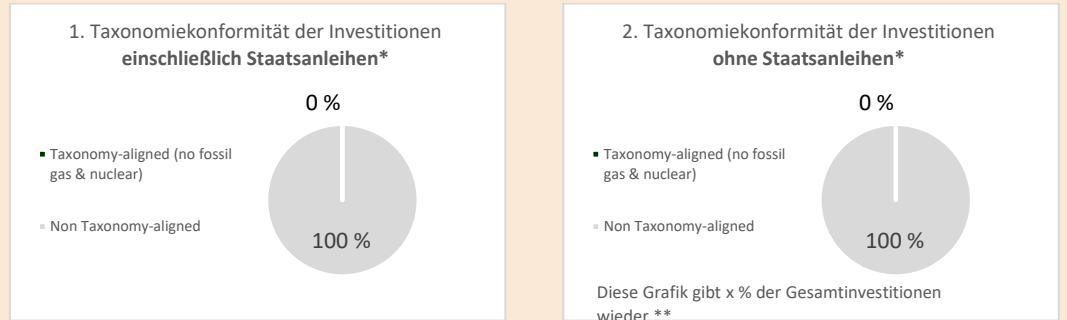 1. Taxonomiekonformität der Investitionen
einschließlich Staatsanleihen*
0 %
Taxonomy-aligned (no fossil
gas & nuclear)
Non Taxonomy-aligned
100 %
2. Taxonomiekonformität der Investitionen
ohne Staatsanleihen*
0 %
Taxonomy-aligned (no fossil
gas & nuclear)
Non Taxonomy-aligned
100 %
Diese Grafik gibt x % der Gesamtinvestitionen
wieder **